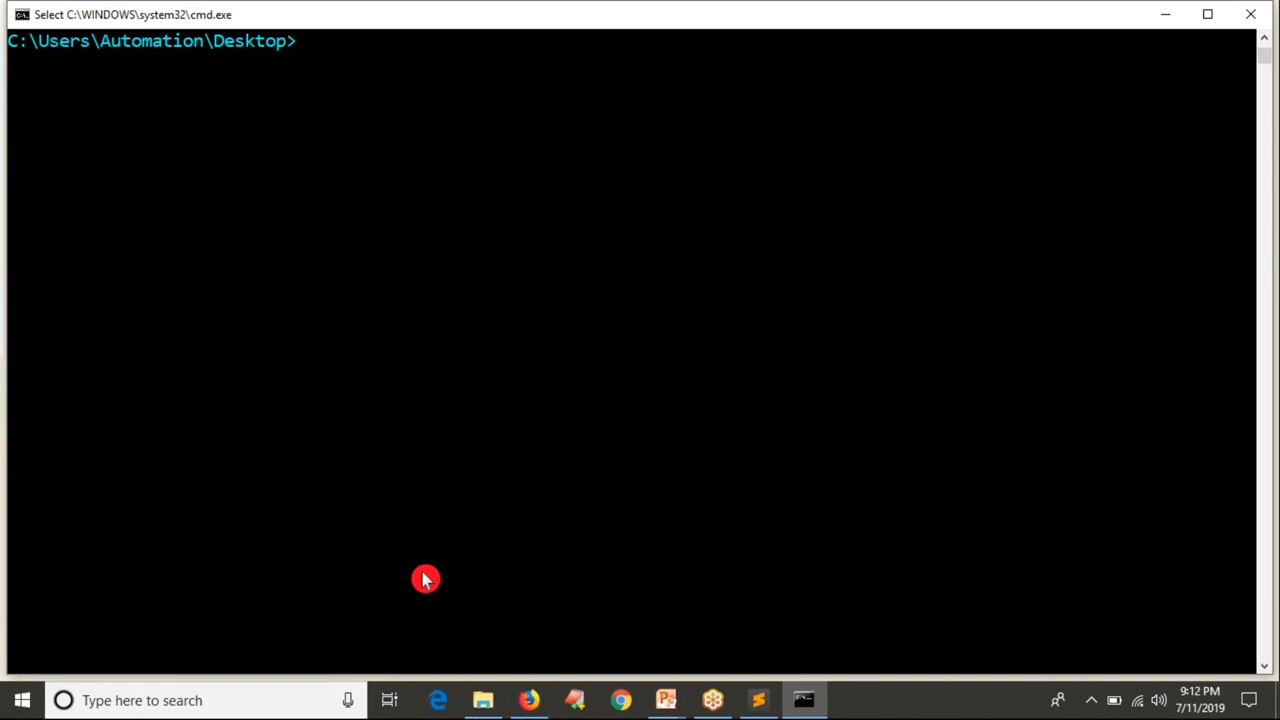 Select C:\WINDOWS\system32\cmd.exe
C:\Users\Automation\Desktop>
Type here to search
9:12 PM
7/11/2019